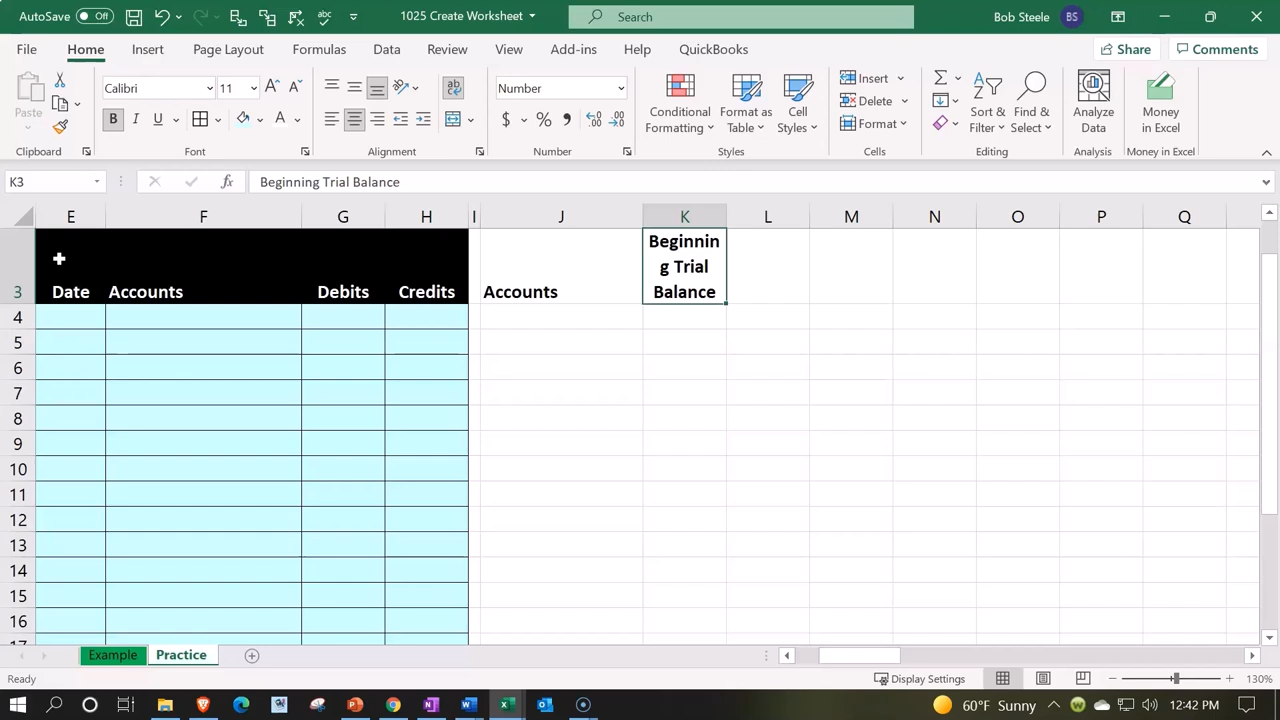 AutoSave Off 1025 Create Worksheet Search Bob Steele BS
File Home Insert Page Layout Formulas Data Review View Add-ins Help QuickBooks Share Comments
Paste Calibri 11 Number Conditional Formatting Format as Table Cell Styles Insert Delete Format Sort & Filter Find & Select Analyze Data Money in Excel
Clipboard Font Alignment Number Styles Cells Editing Analysis Money in Excel
K3 Beginning Trial Balance
E F G H I J K L M N O P Q
Beginnin
g Trial
3 Date Accounts Debits Credits Accounts Balance
4
5
6
7
8
9
10
11
12
13
14
15
16
17
Example Practice
Ready Display Settings 130%
60°F Sunny 12:42 PM